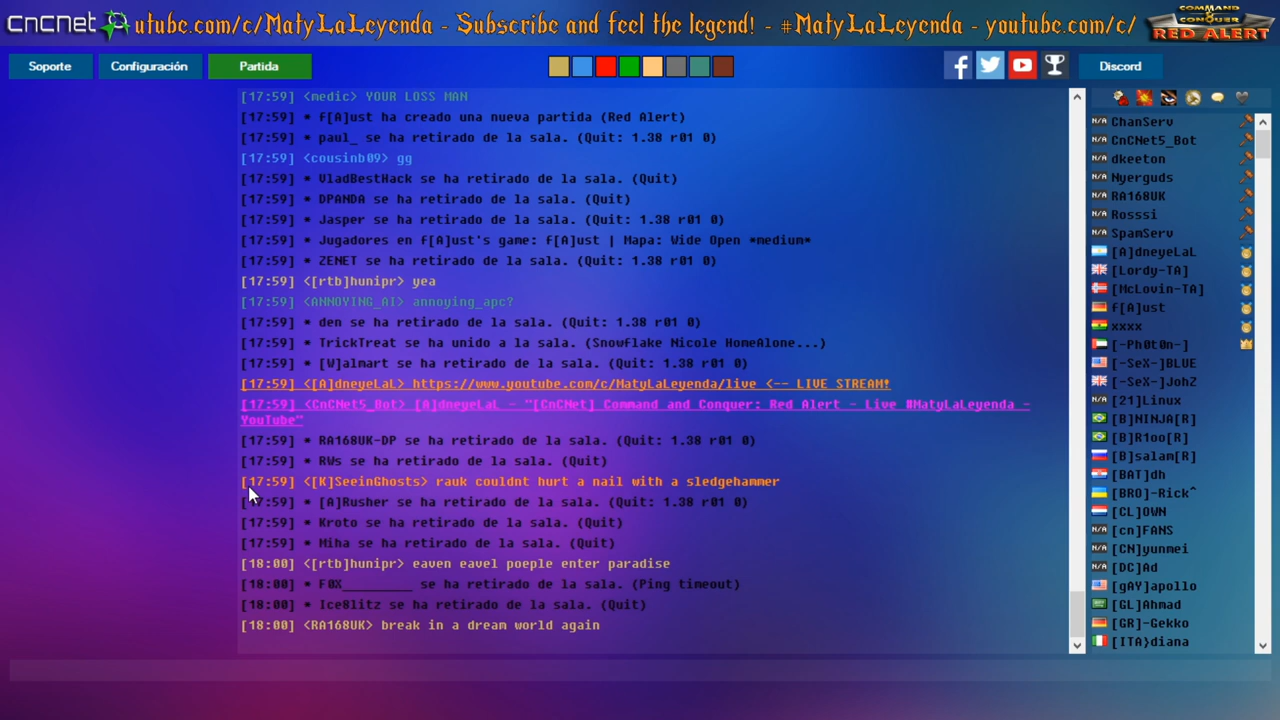 cncnet
utube.com/c/MatyLaLeyenda - Subscribe and feel the legend! - #MatyLaLeyenda - youtube.com/c/
COMMAND & CONQUER
RED ALERT
Soporte
Configuración
Partida
Discord
[17:59] <medic> YOUR LOSS MAN
[17:59] * f[A]ust ha creado una nueva partida (Red Alert)
[17:59] * paul_ se ha retirado de la sala. (Quit: 1.38 r01 0)
[17:59] <cousinb09> gg
[17:59] * VladBestHack se ha retirado de la sala. (Quit)
[17:59] * DPANDA se ha retirado de la sala. (Quit)
[17:59] * Jasper se ha retirado de la sala. (Quit: 1.38 r01 0)
[17:59] * Jugadores en f[A]ust's game: f[A]ust | Mapa: Wide Open *medium*
[17:59] * ZENET se ha retirado de la sala. (Quit: 1.38 r01 0)
[17:59] <[rtb]hunipr> yea
[17:59] <ANNOYING_AI> annoying_apc?
[17:59] * den se ha retirado de la sala. (Quit: 1.38 r01 0)
[17:59] * TrickTreat se ha unido a la sala. (Snowflake Nicole HomeAlone...)
[17:59] * [W]almart se ha retirado de la sala. (Quit: 1.38 r01 0)
[17:59] <[A]dneyeLaL> https://www.youtube.com/c/MatyLaLeyenda/live <-- LIVE STREAM!
[17:59] <CnCNet5_Bot> [A]dneyeLaL - "[CnCNet] Command and Conquer: Red Alert - Live #MatyLaLeyenda -
YouTube"
[17:59] * RA168UK-DP se ha retirado de la sala. (Quit: 1.38 r01 0)
[17:59] * RWs se ha retirado de la sala. (Quit)
[17:59] <[K]SeeinGhosts> rauk couldnt hurt a nail with a sledgehammer
[17:59] * [A]Rusher se ha retirado de la sala. (Quit: 1.38 r01 0)
[17:59] * Kroto se ha retirado de la sala. (Quit)
[17:59] * Miha se ha retirado de la sala. (Quit)
[18:00] <[rtb]hunipr> eaven eavel poeple enter paradise
[18:00] * F0X_________ se ha retirado de la sala. (Ping timeout)
[18:00] * Ice8litz se ha retirado de la sala. (Quit)
[18:00] <RA168UK> break in a dream world again
N/A ChanServ
N/A CnCNet5_Bot
N/A dkeeton
N/A Nyerguds
N/A RA168UK
N/A Rosssi
N/A SpamServ
[A]dneyeLaL
[Lordy-TA]
[McLovin-TA]
f[A]ust
xxxx
[-Ph0t0n-]
[-SeX-]BLUE
[-SeX-]JohZ
N/A [21]Linux
[B]NINJA[R]
[B]R1oo[R]
[B]salam[R]
[BAT]dh
[BRO]-Rick^
[CL]OWN
N/A [cn]FANS
N/A [CN]yunmei
N/A [DC]Ad
[gAY]apollo
[GL]Ahmad
[GR]-Gekko
[ITA}diana